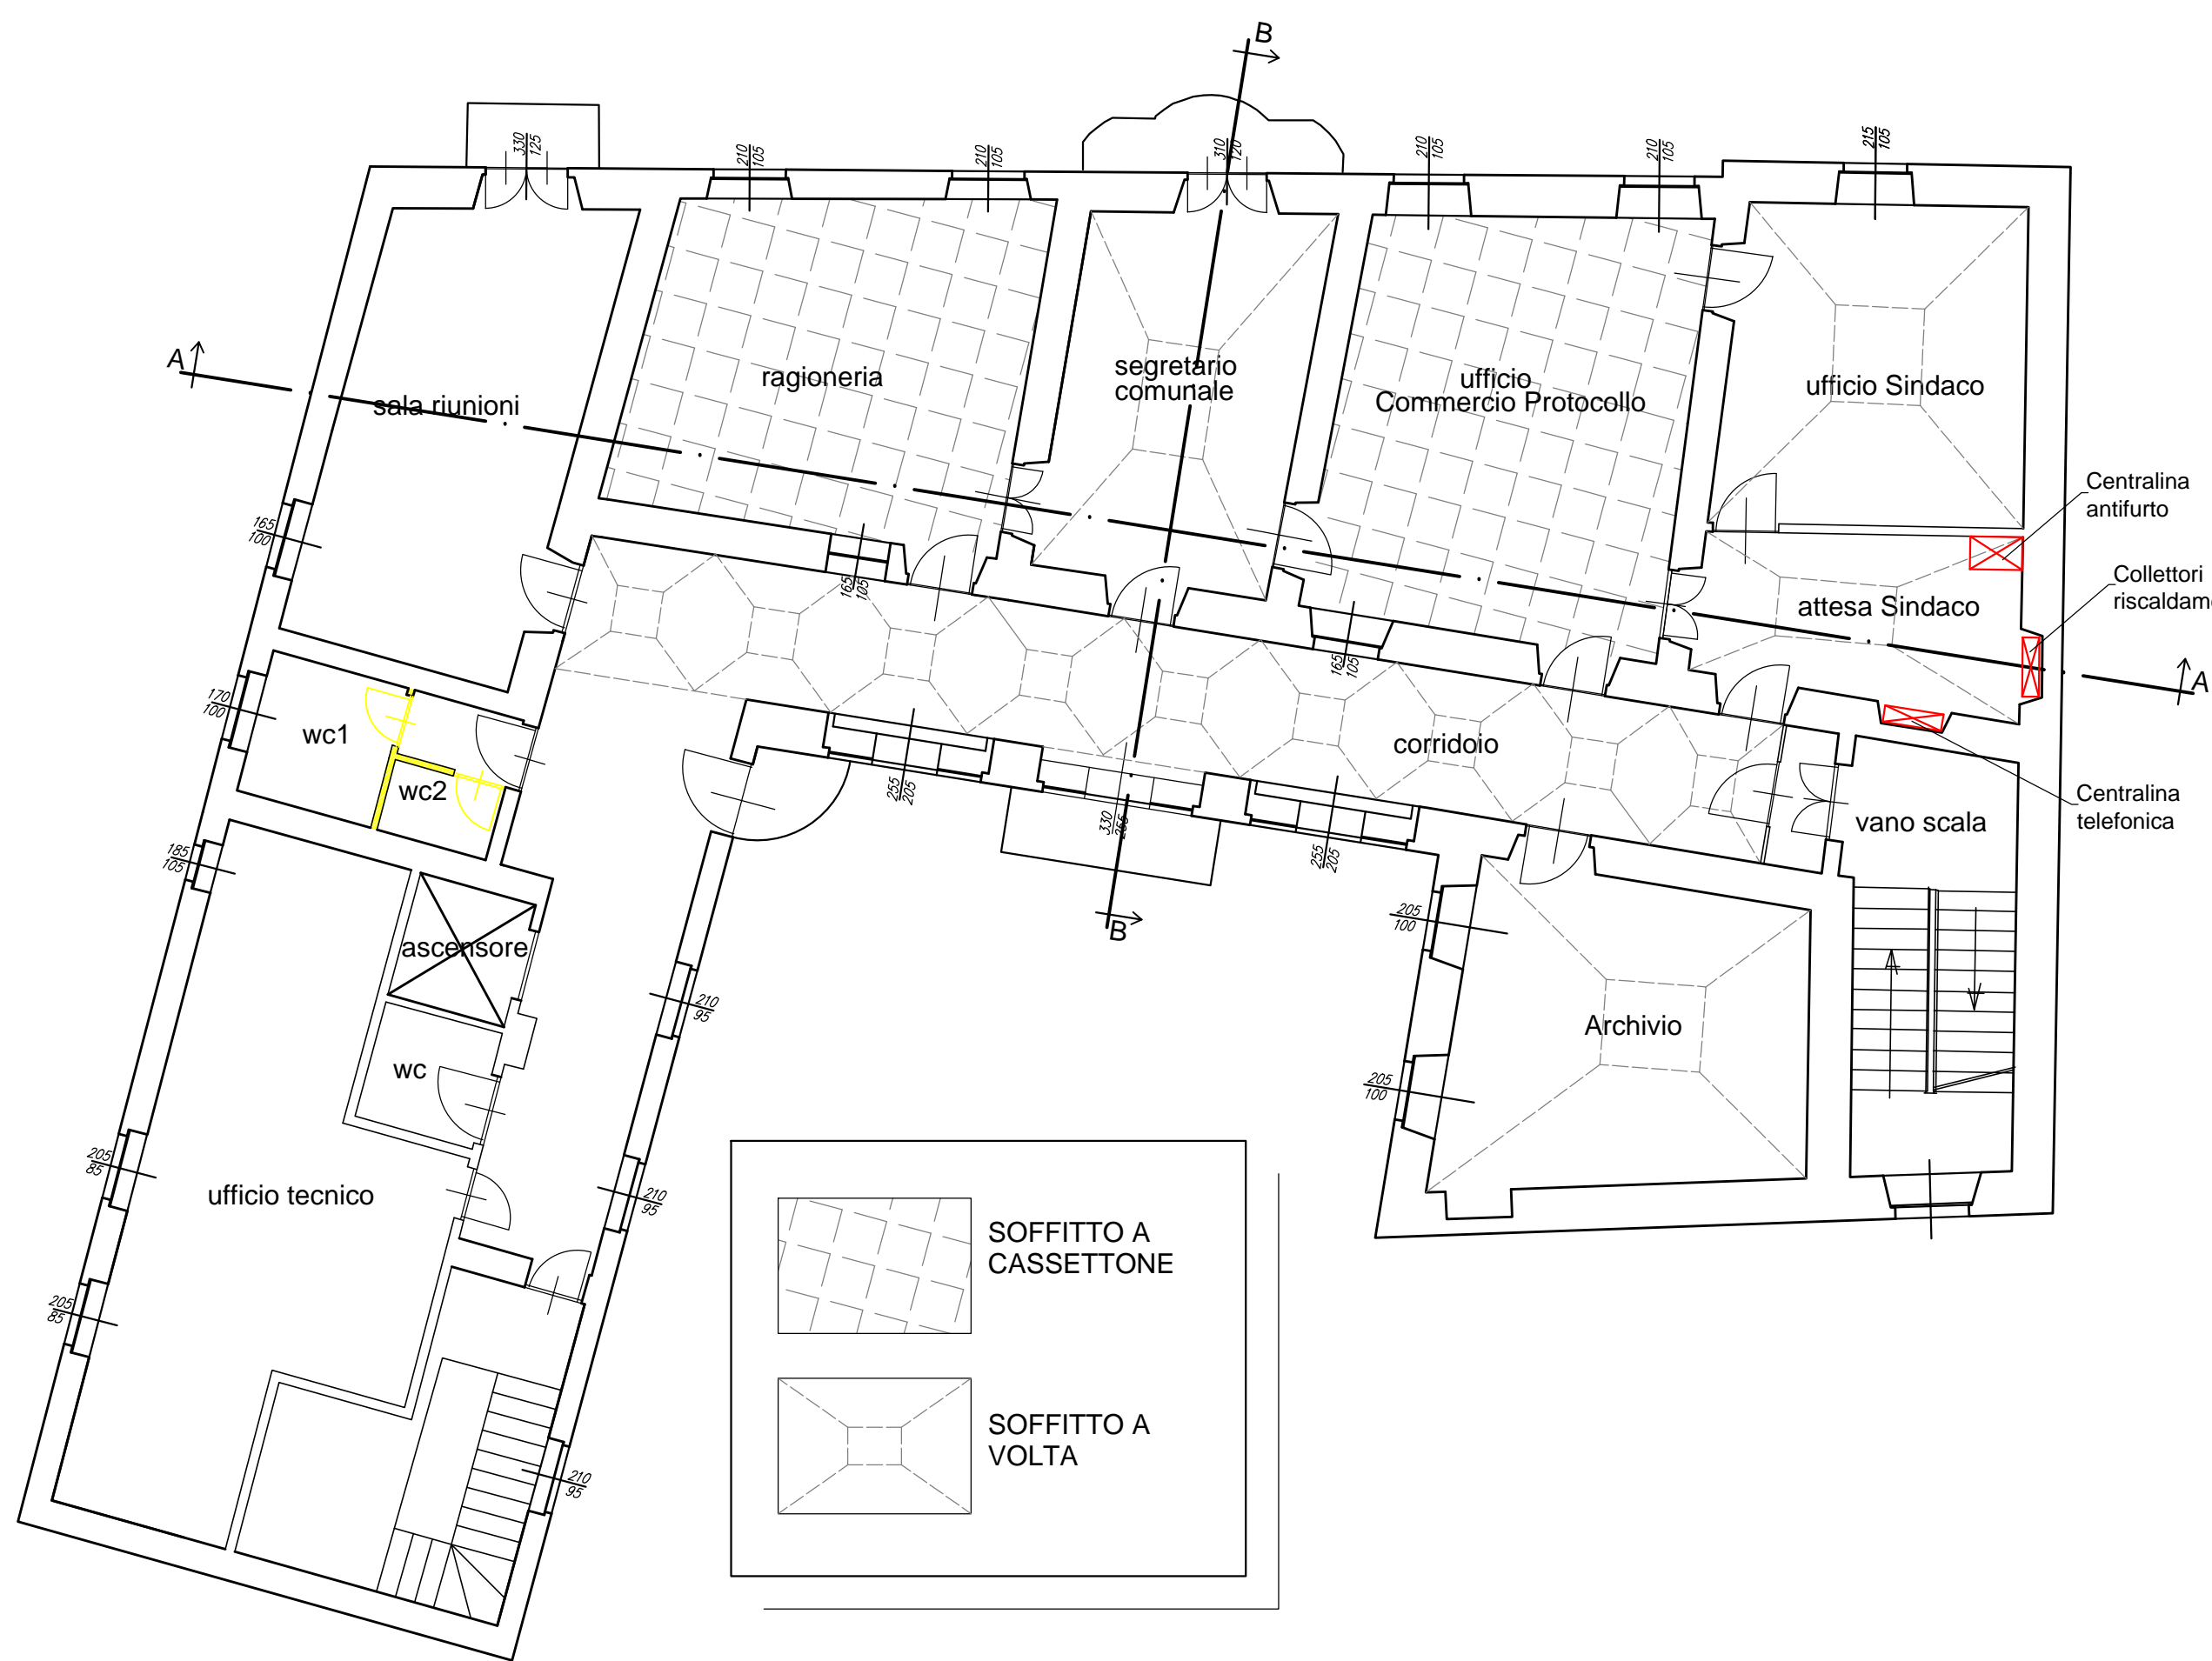 B
330
125
210
105
210
105
310
120
210
105
210
105
215
105
A
sala riunioni
ragioneria
segretario
comunale
ufficio
Commercio Protocollo
ufficio Sindaco
Centralina
antifurto
165
100
165
105
165
105
attesa Sindaco
Collettori
riscaldame
A
170
100
wc1
wc2
corridoio
255
205
330
255
255
205
vano scala
Centralina
telefonica
185
105
ascensore
205
100
B
210
95
Archivio
wc
205
100
205
85
ufficio tecnico
210
95
SOFFITTO A
CASSETTONE
205
85
SOFFITTO A
VOLTA
210
95